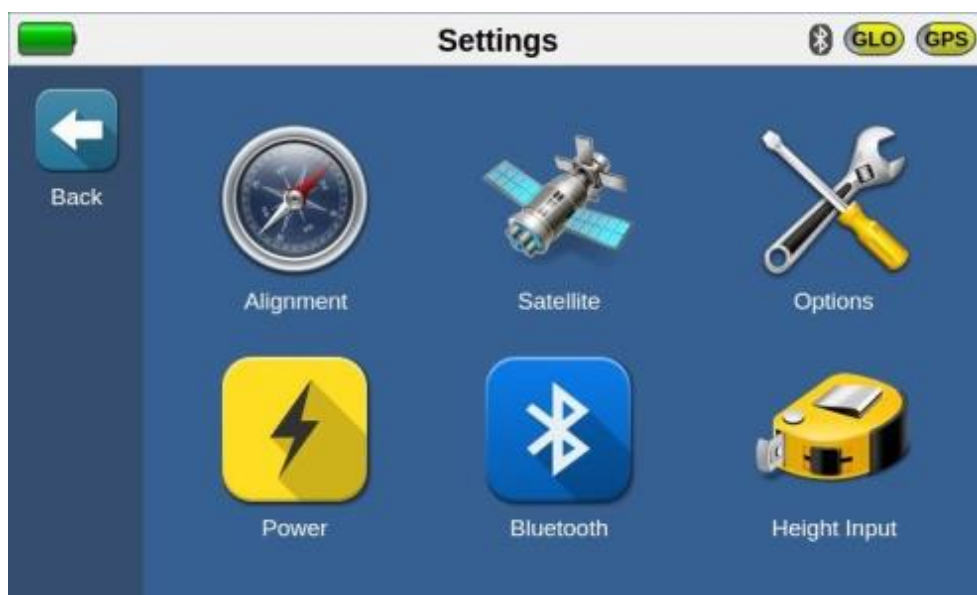 Settings
GLO
GPS
Back
Alignment
Satellite
Options
Power
Bluetooth
Height Input